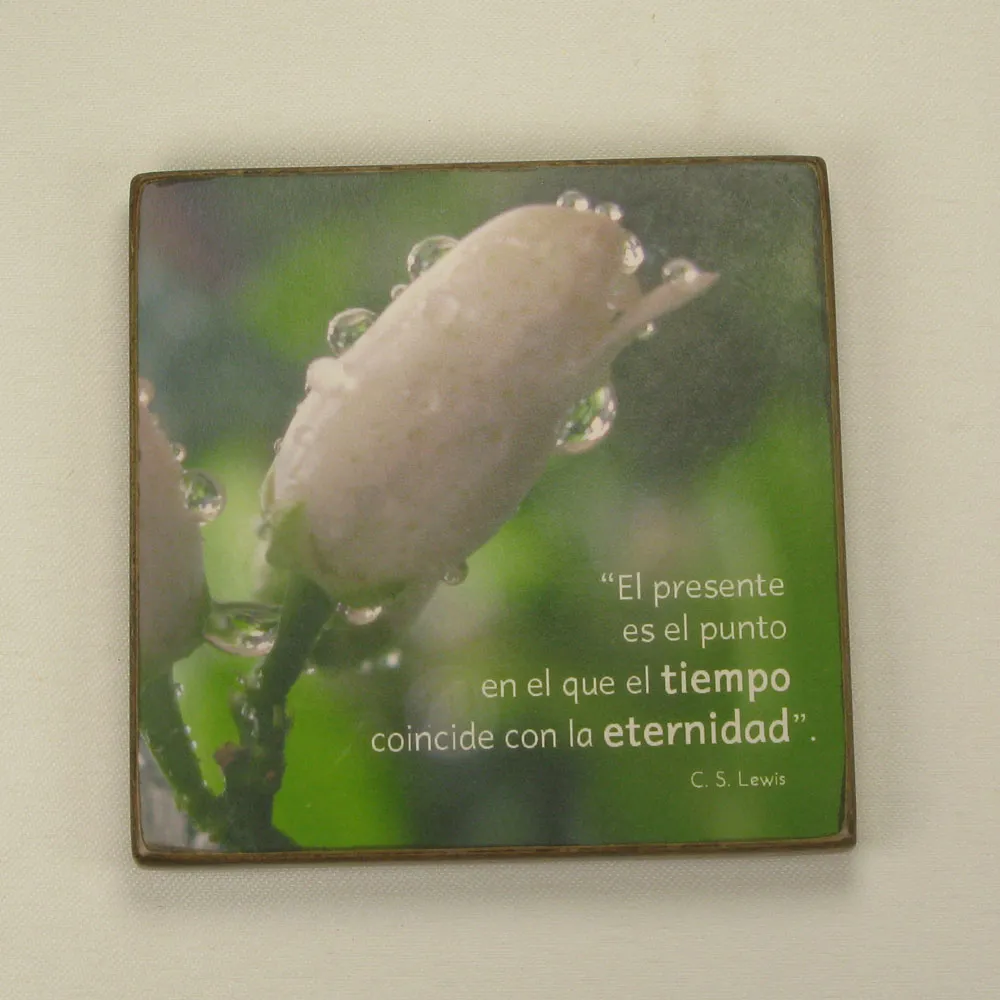 “El presente
es el punto
en el que el tiempo
coincide con la eternidad”.
C. S. Lewis